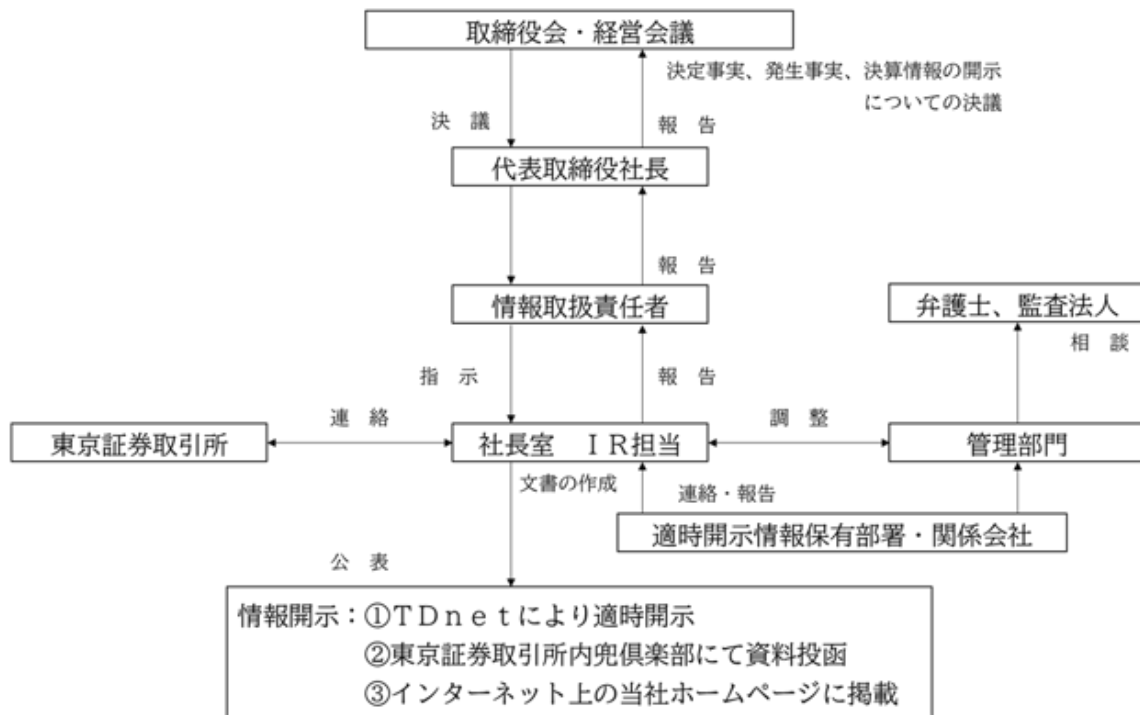 取締役会・経営会議
決定事実、発生事実、決算情報の開示
についての決議
決　議
報　告
代表取締役社長
報　告
情報取扱責任者
弁護士、監査法人
相　談
指　示
報　告
東京証券取引所
連　絡
社長室　ＩＲ担当
調　整
管理部門
文書の作成
連絡・報告
適時開示情報保有部署・関係会社
公　表
情報開示：①ＴＤｎｅｔにより適時開示
②東京証券取引所内兜倶楽部にて資料投函
③インターネット上の当社ホームページに掲載